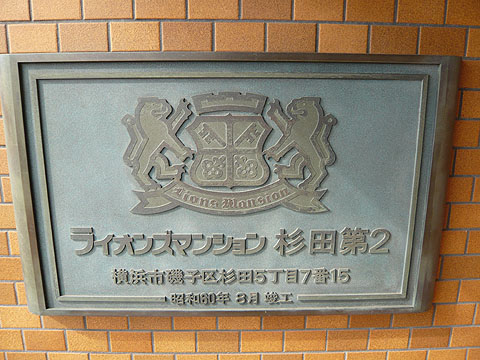 Lions Mansion
ライオンズマンション 杉田第2
横浜市磯子区杉田5丁目7番15
昭和60年 8月 竣工